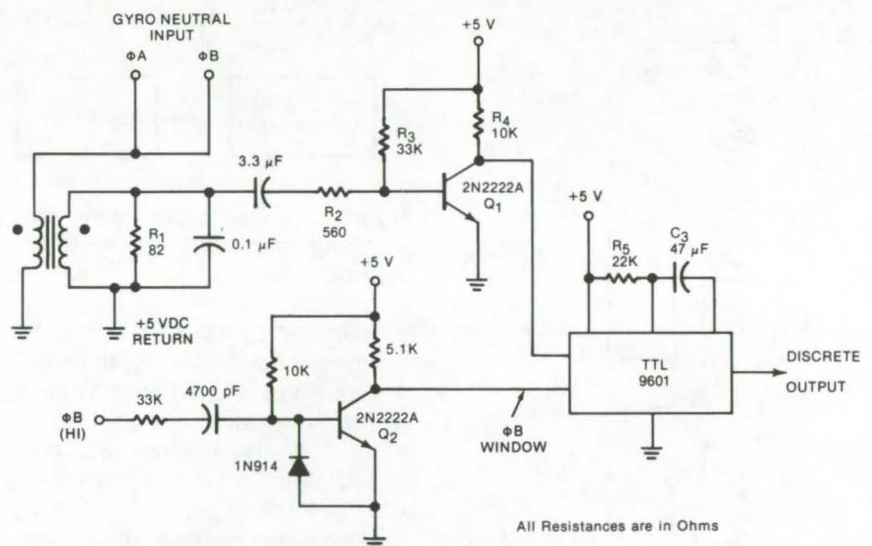 GYRO NEUTRAL
INPUT
ΦA ΦB
+5 V
R3
33K
R4
10K
3.3 μF
2N2222A
Q1
R2
560
R1
82
0.1 μF
+5 VDC
RETURN
+5 V
+5 V
R5
22K
C3
47 μF
10K
5.1K
TTL
9601
DISCRETE
OUTPUT
ΦB
(HI)
33K
4700 pF
2N2222A
Q2
ΦB
WINDOW
1N914
All Resistances are in Ohms